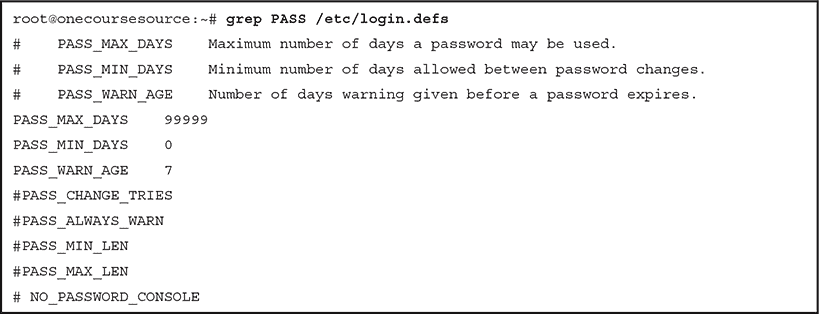 root@onecoursesource:~# grep PASS /etc/login.defs
#    PASS_MAX_DAYS    Maximum number of days a password may be used.
#    PASS_MIN_DAYS    Minimum number of days allowed between password changes.
#    PASS_WARN_AGE    Number of days warning given before a password expires.
PASS_MAX_DAYS    99999
PASS_MIN_DAYS    0
PASS_WARN_AGE    7
#PASS_CHANGE_TRIES
#PASS_ALWAYS_WARN
#PASS_MIN_LEN
#PASS_MAX_LEN
# NO_PASSWORD_CONSOLE